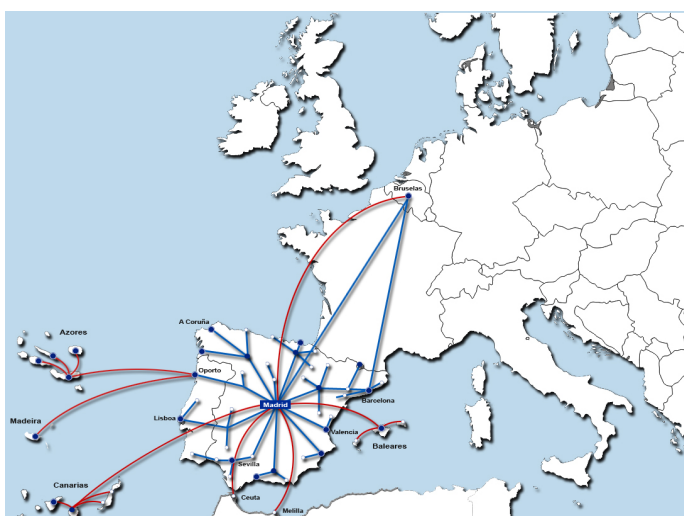 Bruselas
A Coruña
Azores
Oporto
Madrid
Barcelona
Madeira
Lisboa
Valencia
Baleares
Sevilla
Canarias
Ceuta
Melilla